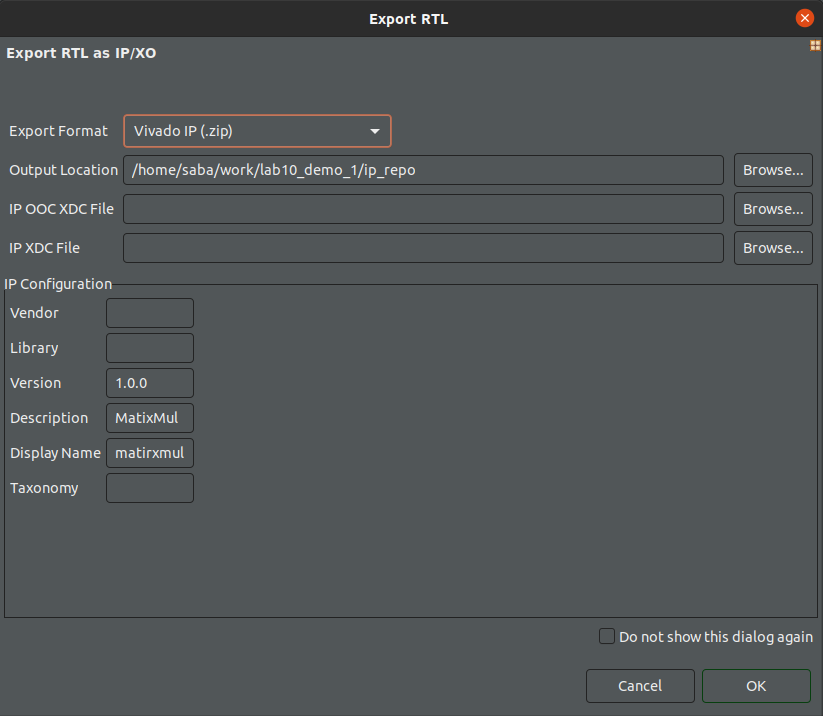 Export RTL
Export RTL as IP/XO
Export Format Vivado IP (.zip)
Output Location /home/saba/work/lab10_demo_1/ip_repo Browse...
IP OOC XDC File Browse...
IP XDC File Browse...
IP Configuration
Vendor
Library
Version 1.0.0
Description MatixMul
Display Name matirxmul
Taxonomy
Do not show this dialog again
Cancel OK